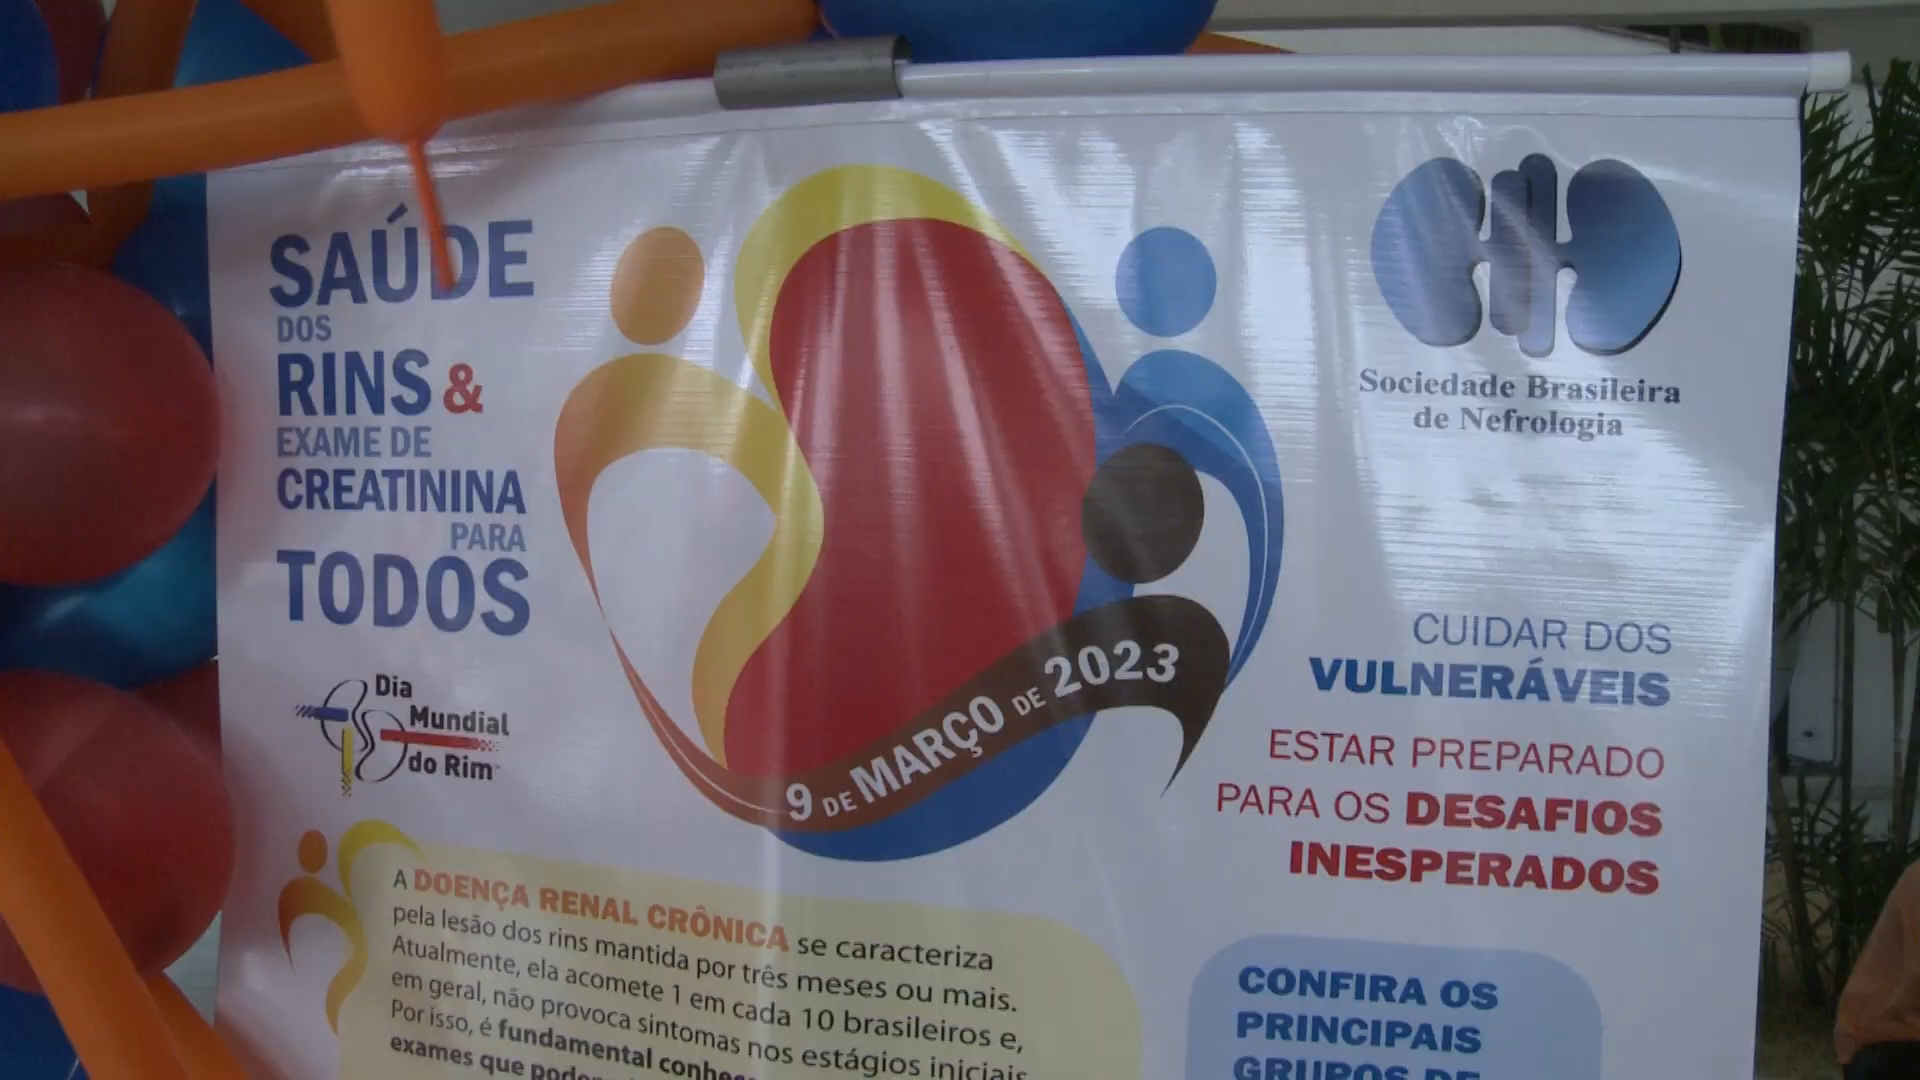 SAÚDE
DOS
RINS &
EXAME DE
CREATININA
PARA
TODOS
Dia
Mundial
do Rim
9 DE MARÇO DE 2023
Sociedade Brasileira
de Nefrologia
CUIDAR DOS
VULNERÁVEIS
ESTAR PREPARADO
PARA OS DESAFIOS
INESPERADOS
A DOENÇA RENAL CRÔNICA se caracteriza
pela lesão dos rins mantida por três meses ou mais.
Atualmente, ela acomete 1 em cada 10 brasileiros e,
em geral, não provoca sintomas nos estágios iniciais
Por isso, é fundamental
exames que
CONFIRA OS
PRINCIPAIS
GRUPOS DE